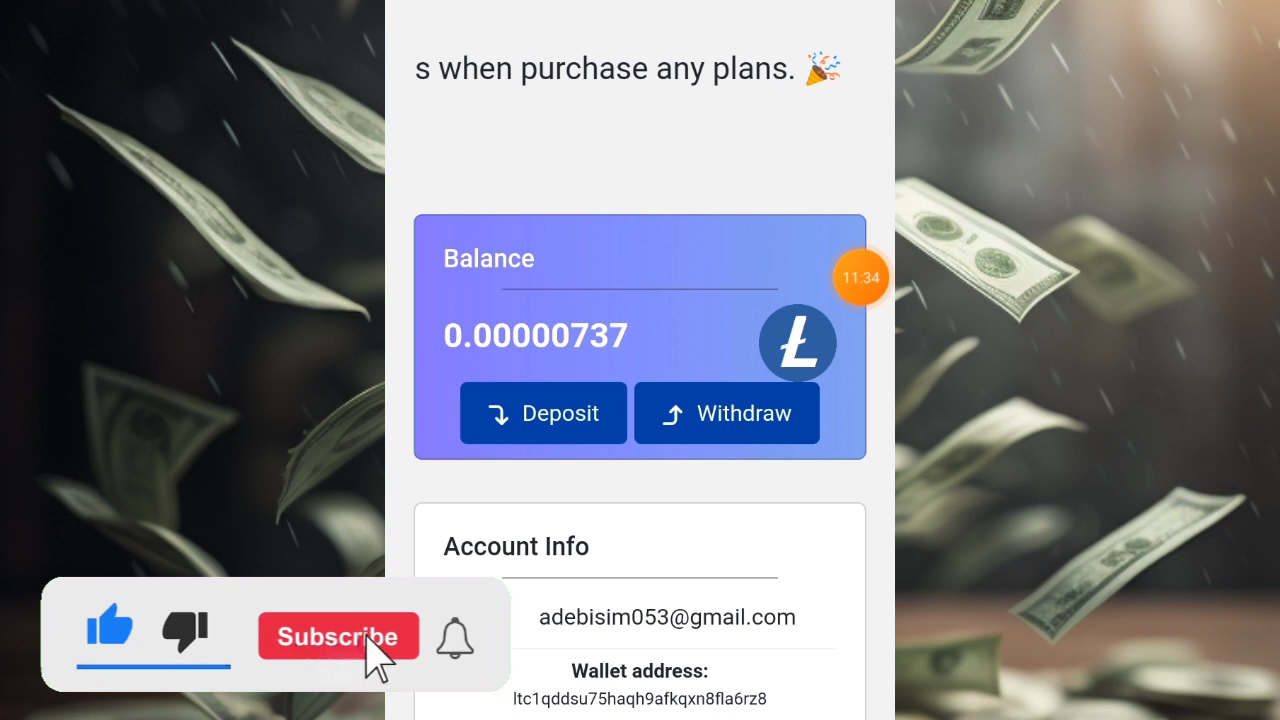 s when purchase any plans. 🎉
Balance
11:34
0.00000737
Deposit
Withdraw
Account Info
adebisim053@gmail.com
Subscribe
Wallet address:
ltc1qddsu75haqh9afkqxn8fla6rz8